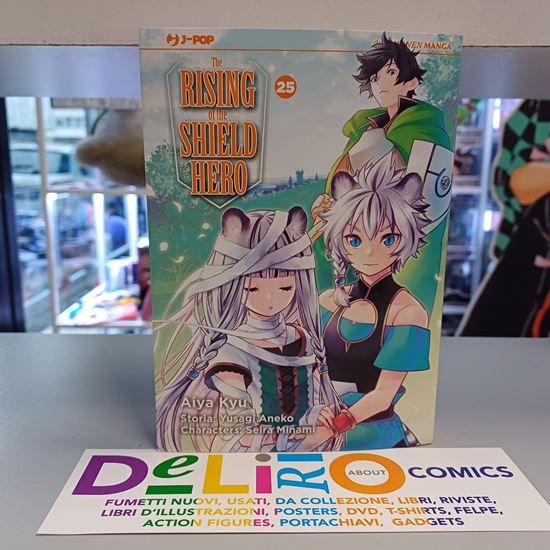 J-POP
SHONEN MANGA
The
RISING
of the
SHIELD
HERO
25
Aiya Kyu
Storia: Yusagi Aneko
Characters: Seira Minami
DeLiRiO
ABOUT
COMICS
FUMETTI NUOVI, USATI, DA COLLEZIONE, LIBRI, RIVISTE,
LIBRI D'ILLUSTRAZIONI, POSTERS, DVD, T-SHIRTS, FELPE,
ACTION FIGURES, PORTACHIAVI, GADGETS